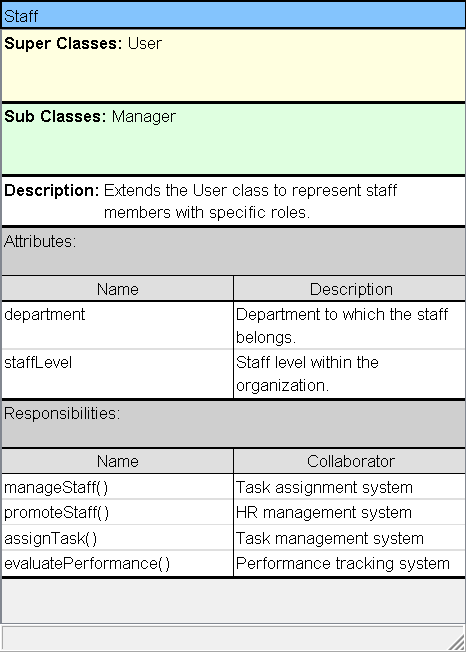 Staff
Super Classes: User
Sub Classes: Manager
Description: Extends the User class to represent staff
members with specific roles.
Attributes:
Name Description
department Department to which the staff
belongs.
staffLevel Staff level within the
organization.
Responsibilities:
Name Collaborator
manageStaff() Task assignment system
promoteStaff() HR management system
assignTask() Task management system
evaluatePerformance() Performance tracking system